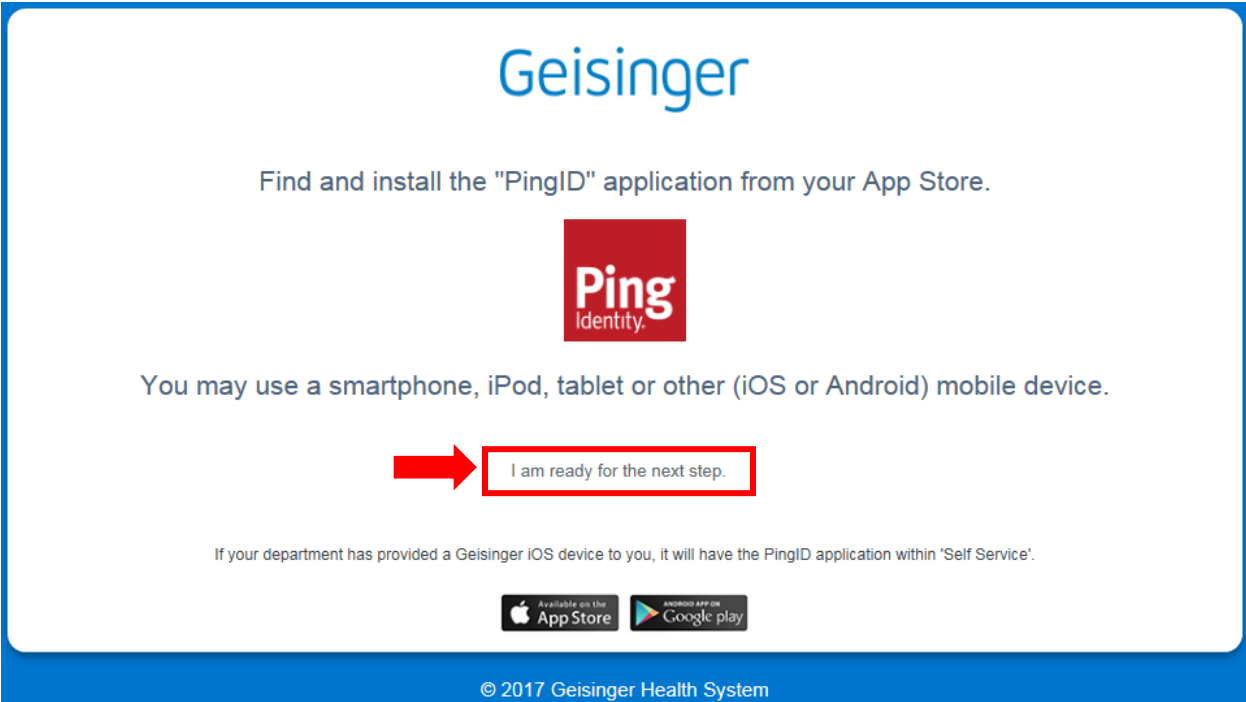 Geisinger
Find and install the "PingID" application from your App Store.
Ping
Identity.
You may use a smartphone, iPod, tablet or other (iOS or Android) mobile device.
I am ready for the next step.
If your department has provided a Geisinger iOS device to you, it will have the PingID application within 'Self Service'.
Available on the
App Store
ANDROID APP ON
Google play
© 2017 Geisinger Health System